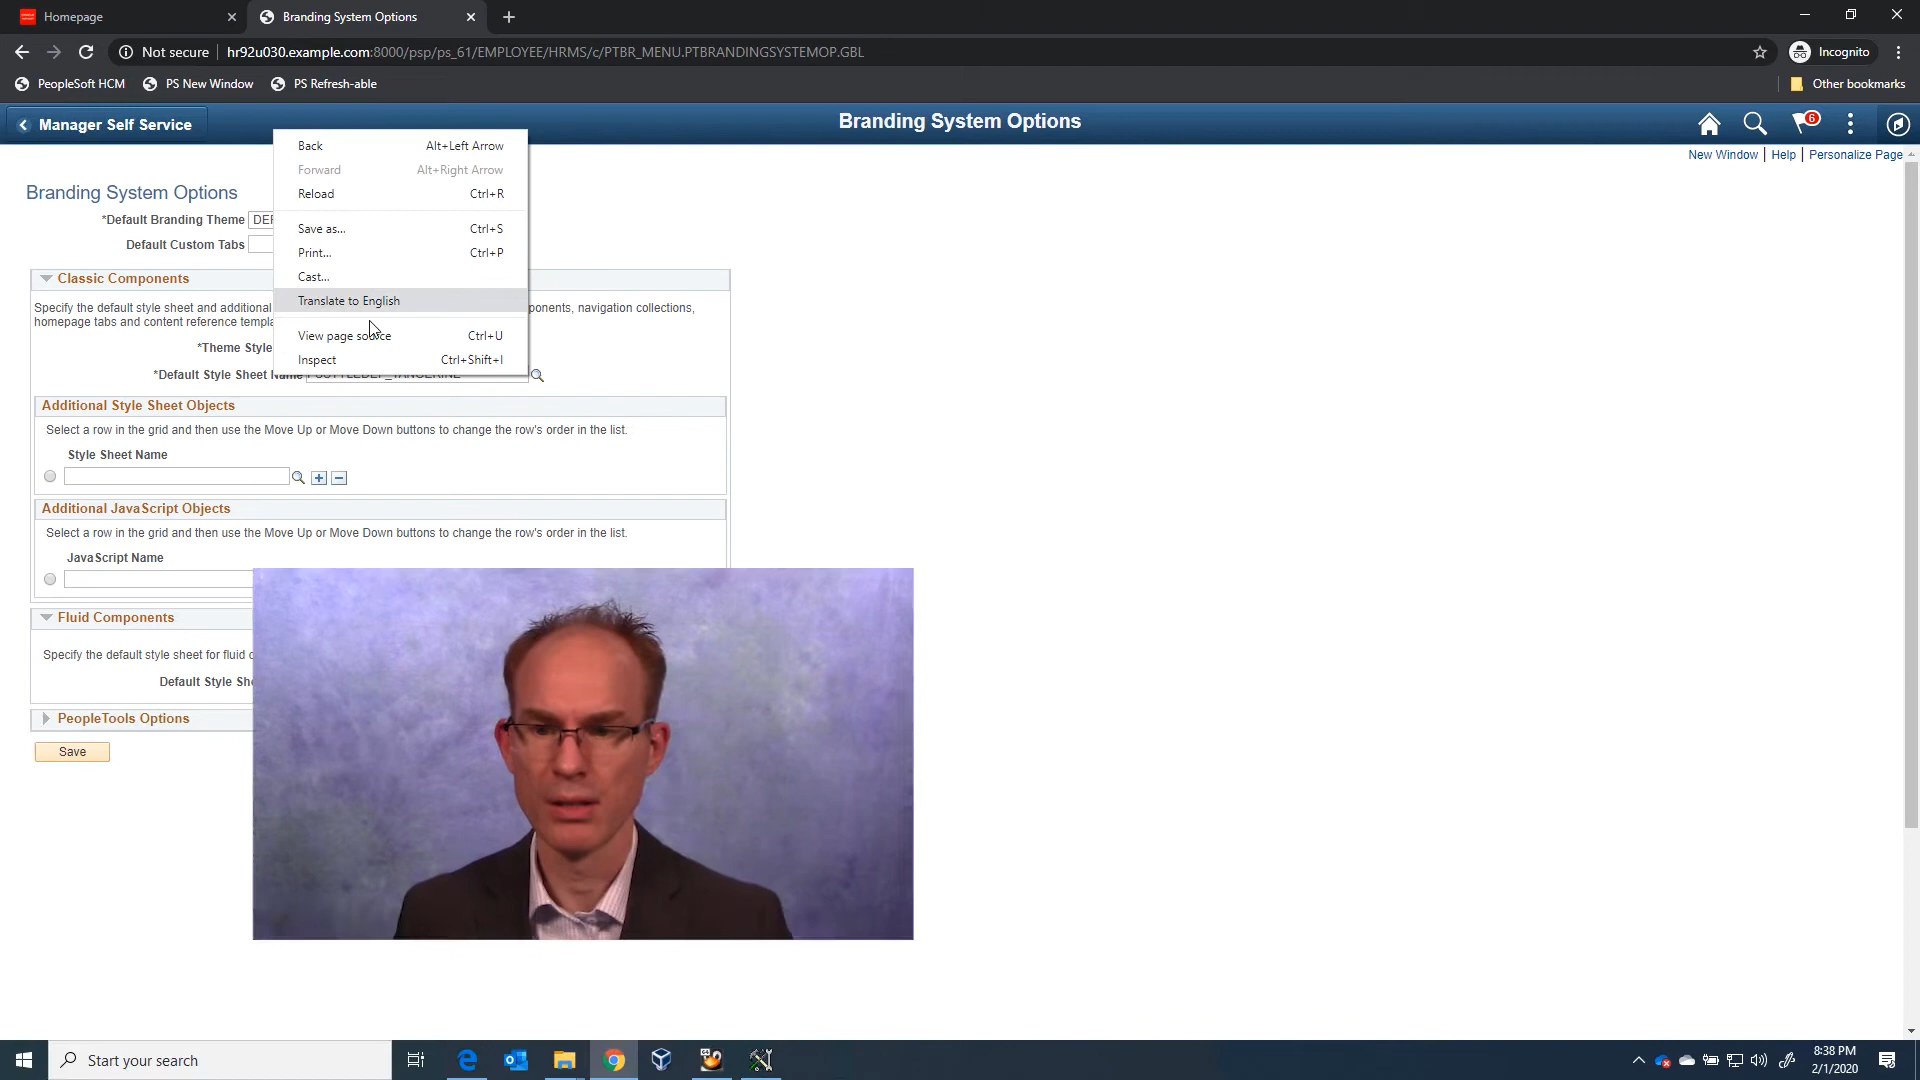 Homepage
Branding System Options
Not secure
hr92u030.example.com:8000/psp/ps_61/EMPLOYEE/HRMS/c/PTBR_MENU.PTBRANDINGSYSTEMOP.GBL
Incognito
PeopleSoft HCM
PS New Window
PS Refresh-able
Other bookmarks
Manager Self Service
Branding System Options
6
New Window
Help
Personalize Page
Back Alt+Left Arrow
Forward Alt+Right Arrow
Reload Ctrl+R
Save as... Ctrl+S
Print... Ctrl+P
Cast...
Translate to English
View page source Ctrl+U
Inspect Ctrl+Shift+I
Branding System Options
*Default Branding Theme
Default Custom Tabs
Classic Components
Specify the default style sheet and additional ponents, navigation collections,
homepage tabs and content reference
*Theme Style
*Default Style Sheet Name
Additional Style Sheet Objects
Select a row in the grid and then use the Move Up or Move Down buttons to change the row's order in the list.
Style Sheet Name
Additional JavaScript Objects
Select a row in the grid and then use the Move Up or Move Down buttons to change the row's order in the list.
JavaScript Name
Fluid Components
Specify the default style sheet for fluid
Default Style
PeopleTools Options
Save
Start your search
8:38 PM
2/1/2020